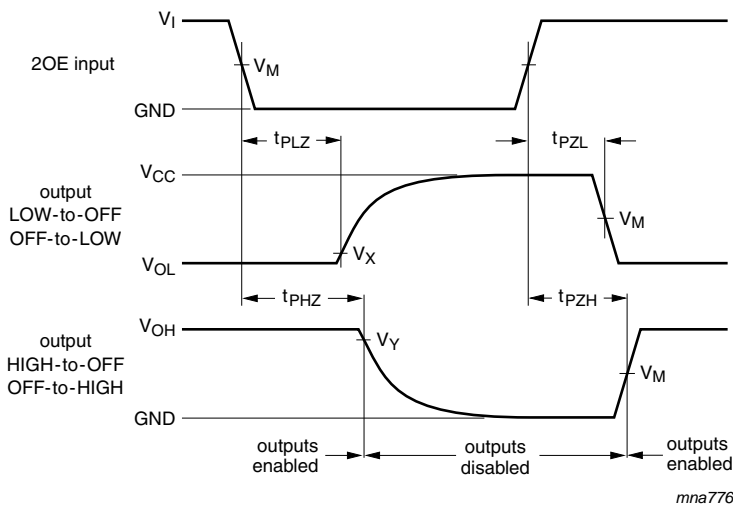 VI
2OE input
VM
GND
tPLZ
tPZL
VCC
output
LOW-to-OFF
OFF-to-LOW
VM
VX
VOL
tPHZ
tPZH
VOH
output
HIGH-to-OFF
OFF-to-HIGH
VY
VM
GND
outputs
enabled
outputs
disabled
outputs
enabled
mna776